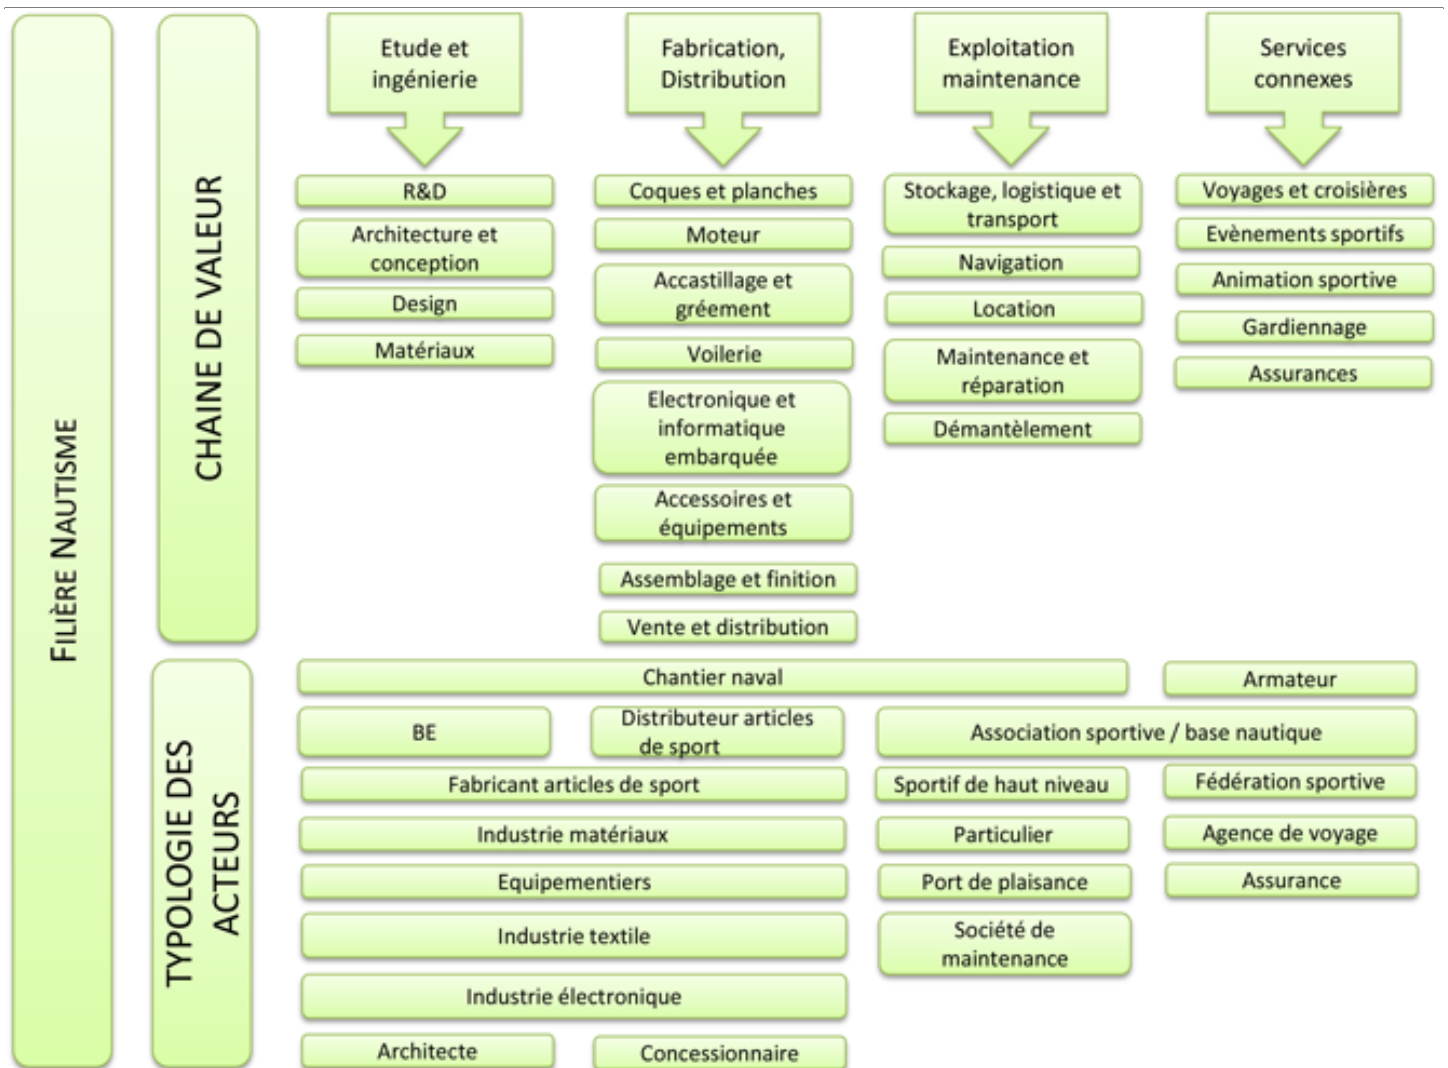 FILIÈRE NAUTISME
CHAINE DE VALEUR
Etude et
ingénierie
R&D
Architecture et
conception
Design
Matériaux
Fabrication,
Distribution
Coques et planches
Moteur
Accastillage et
gréement
Voilerie
Electronique et
informatique
embarquée
Accessoires et
équipements
Assemblage et finition
Vente et distribution
Exploitation
maintenance
Stockage, logistique et
transport
Navigation
Location
Maintenance et
réparation
Démantèlement
Services
connexes
Voyages et croisières
Evènements sportifs
Animation sportive
Gardiennage
Assurances
TYPOLOGIE DES
ACTEURS
Chantier naval
Armateur
BE
Distributeur articles
de sport
Association sportive / base nautique
Fabricant articles de sport
Sportif de haut niveau
Fédération sportive
Industrie matériaux
Particulier
Agence de voyage
Equipementiers
Port de plaisance
Assurance
Industrie textile
Société de
maintenance
Industrie électronique
Architecte
Concessionnaire